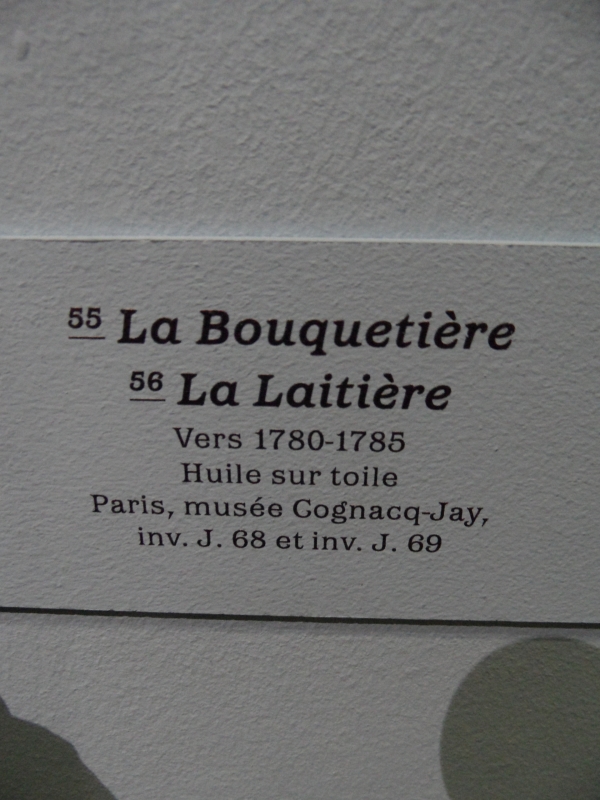 55 La Bouquetière
56 La Laitière
Vers 1780-1785
Huile sur toile
Paris, musée Cognacq-Jay,
inv. J. 68 et inv. J. 69